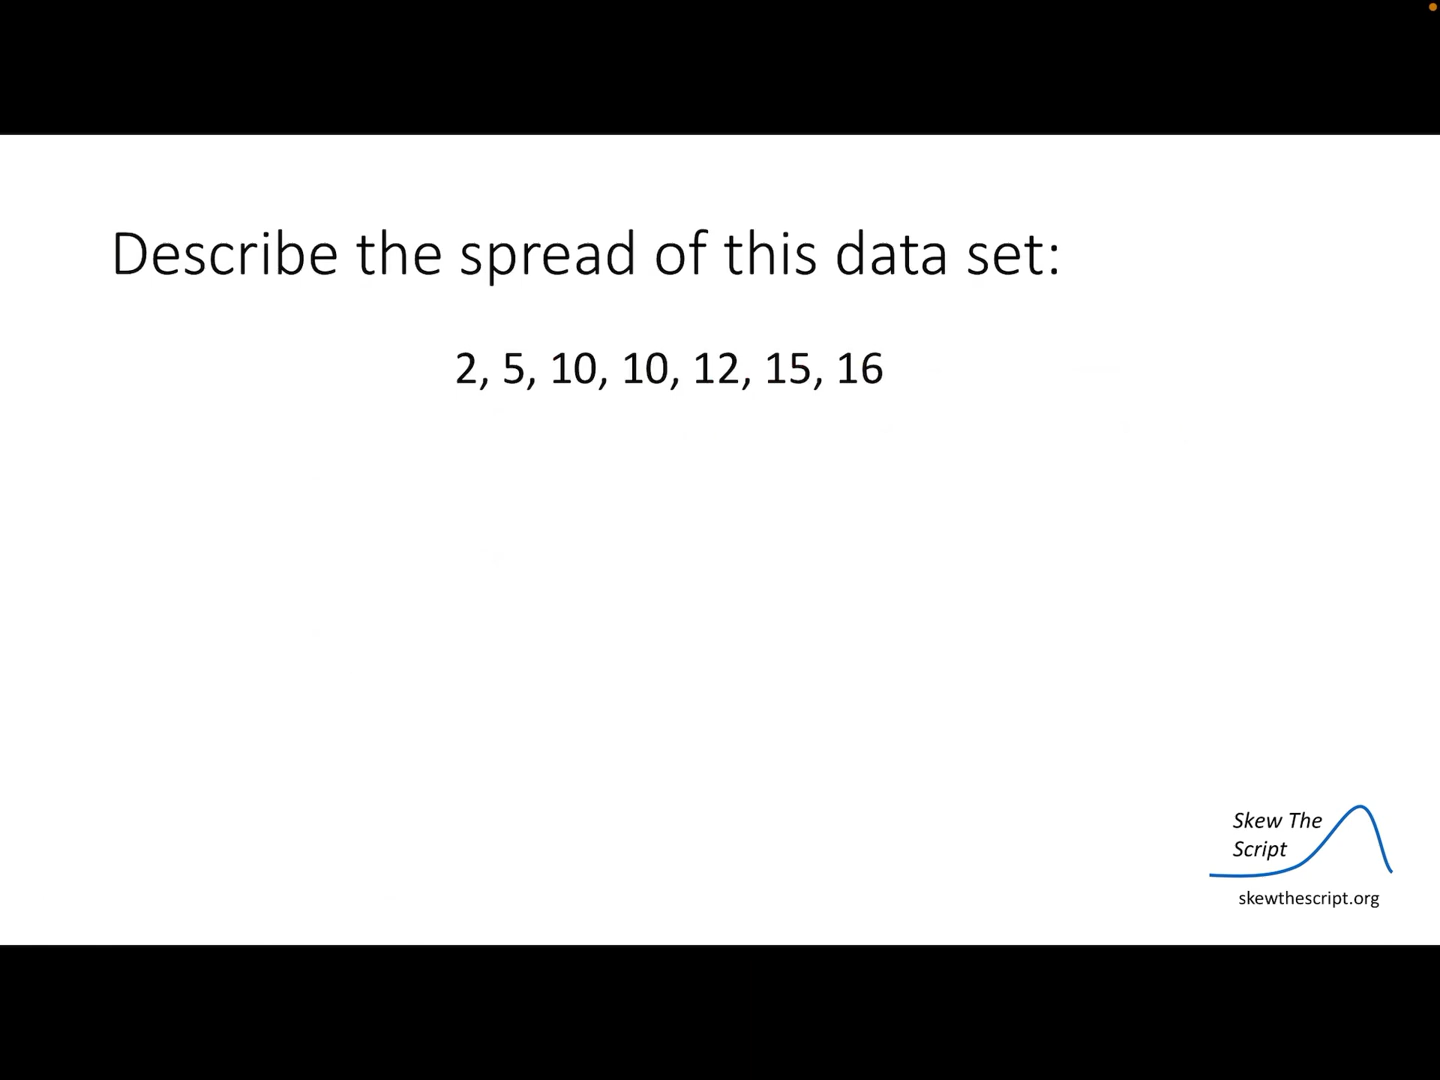 Describe the spread of this data set:
2, 5, 10, 10, 12, 15, 16
Skew The
Script
skewthescript.org